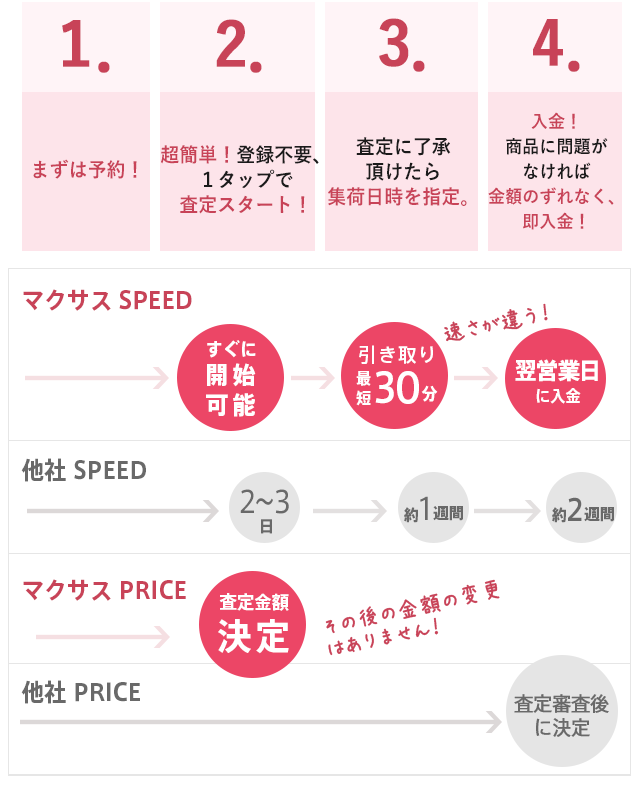 1.
まずは予約！
2.
超簡単！登録不要、
1タップで
査定スタート！
3.
査定に了承
頂けたら
集荷日時を指定。
4.
入金！
商品に問題が
なければ
金額のずれなく、
即入金！
マクサス SPEED
すぐに
開始
可能
引き取り
最短30分
速さが違う！
翌営業日
に入金
他社 SPEED
2〜3
日
約1週間
約2週間
マクサス PRICE
査定金額
決定
その後の金額の変更
はありません！
他社 PRICE
査定審査後
に決定